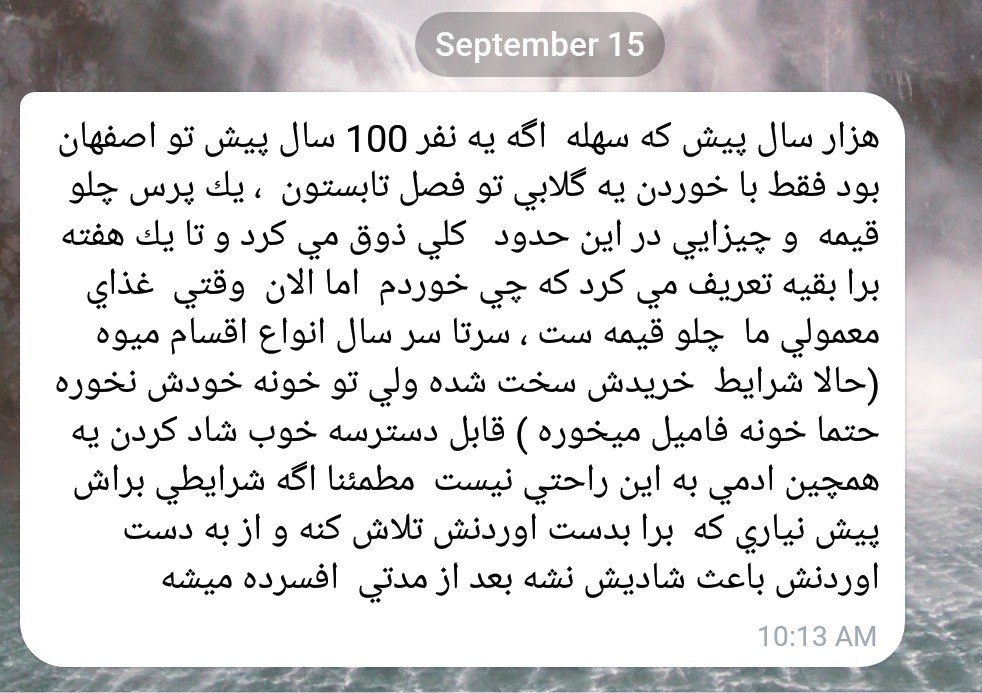 September 15
هزار سال پيش كه سهله  اگه يه نفر 100 سال پيش تو اصفهان
بود فقط با خوردن يه گلابي تو فصل تابستون  ، يك پرس چلو
قيمه  و چيزايي در اين حدود   كلي ذوق مي كرد و تا يك هفته
برا بقيه تعريف مي كرد كه چي خوردم  اما الان  وقتي  غذاي
معمولي ما  چلو قيمه ست ، سرتا سر سال انواع اقسام ميوه
(حالا شرايط  خريدش سخت شده ولي تو خونه خودش نخوره
حتما خونه فاميل ميخوره ) قابل دسترسه خوب شاد كردن يه
همچين ادمي به اين راحتي نيست  مطمئنا اگه شرايطي براش
پيش نياري كه  برا بدست اوردنش تلاش كنه و از به دست
اوردنش باعث شاديش نشه بعد از مدتي  افسرده ميشه
10:13 AM